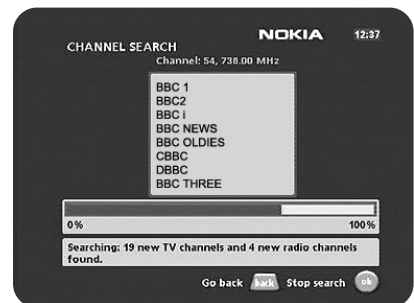 NOKIA 12:37
CHANNEL SEARCH
Channel: 54, 738.00 MHz
BBC 1
BBC2
BBC i
BBC NEWS
BBC OLDIES
CBBC
DBBC
BBC THREE
0% 100%
Searching: 19 new TV channels and 4 new radio channels
found.
Go back back Stop search ok